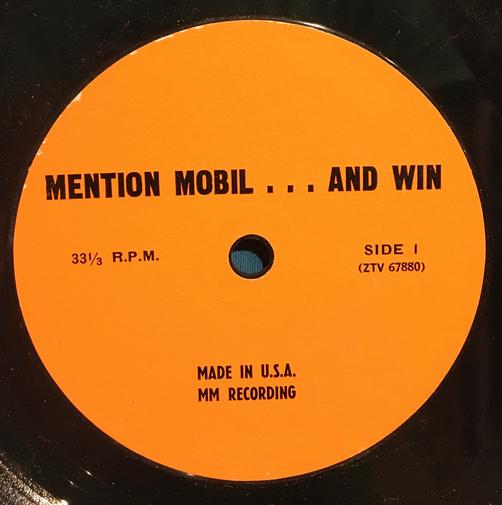 MENTION MOBIL . . . AND WIN
33⅓ R.P.M.
SIDE 1
(ZTV 67880)
MADE IN U.S.A.
MM RECORDING